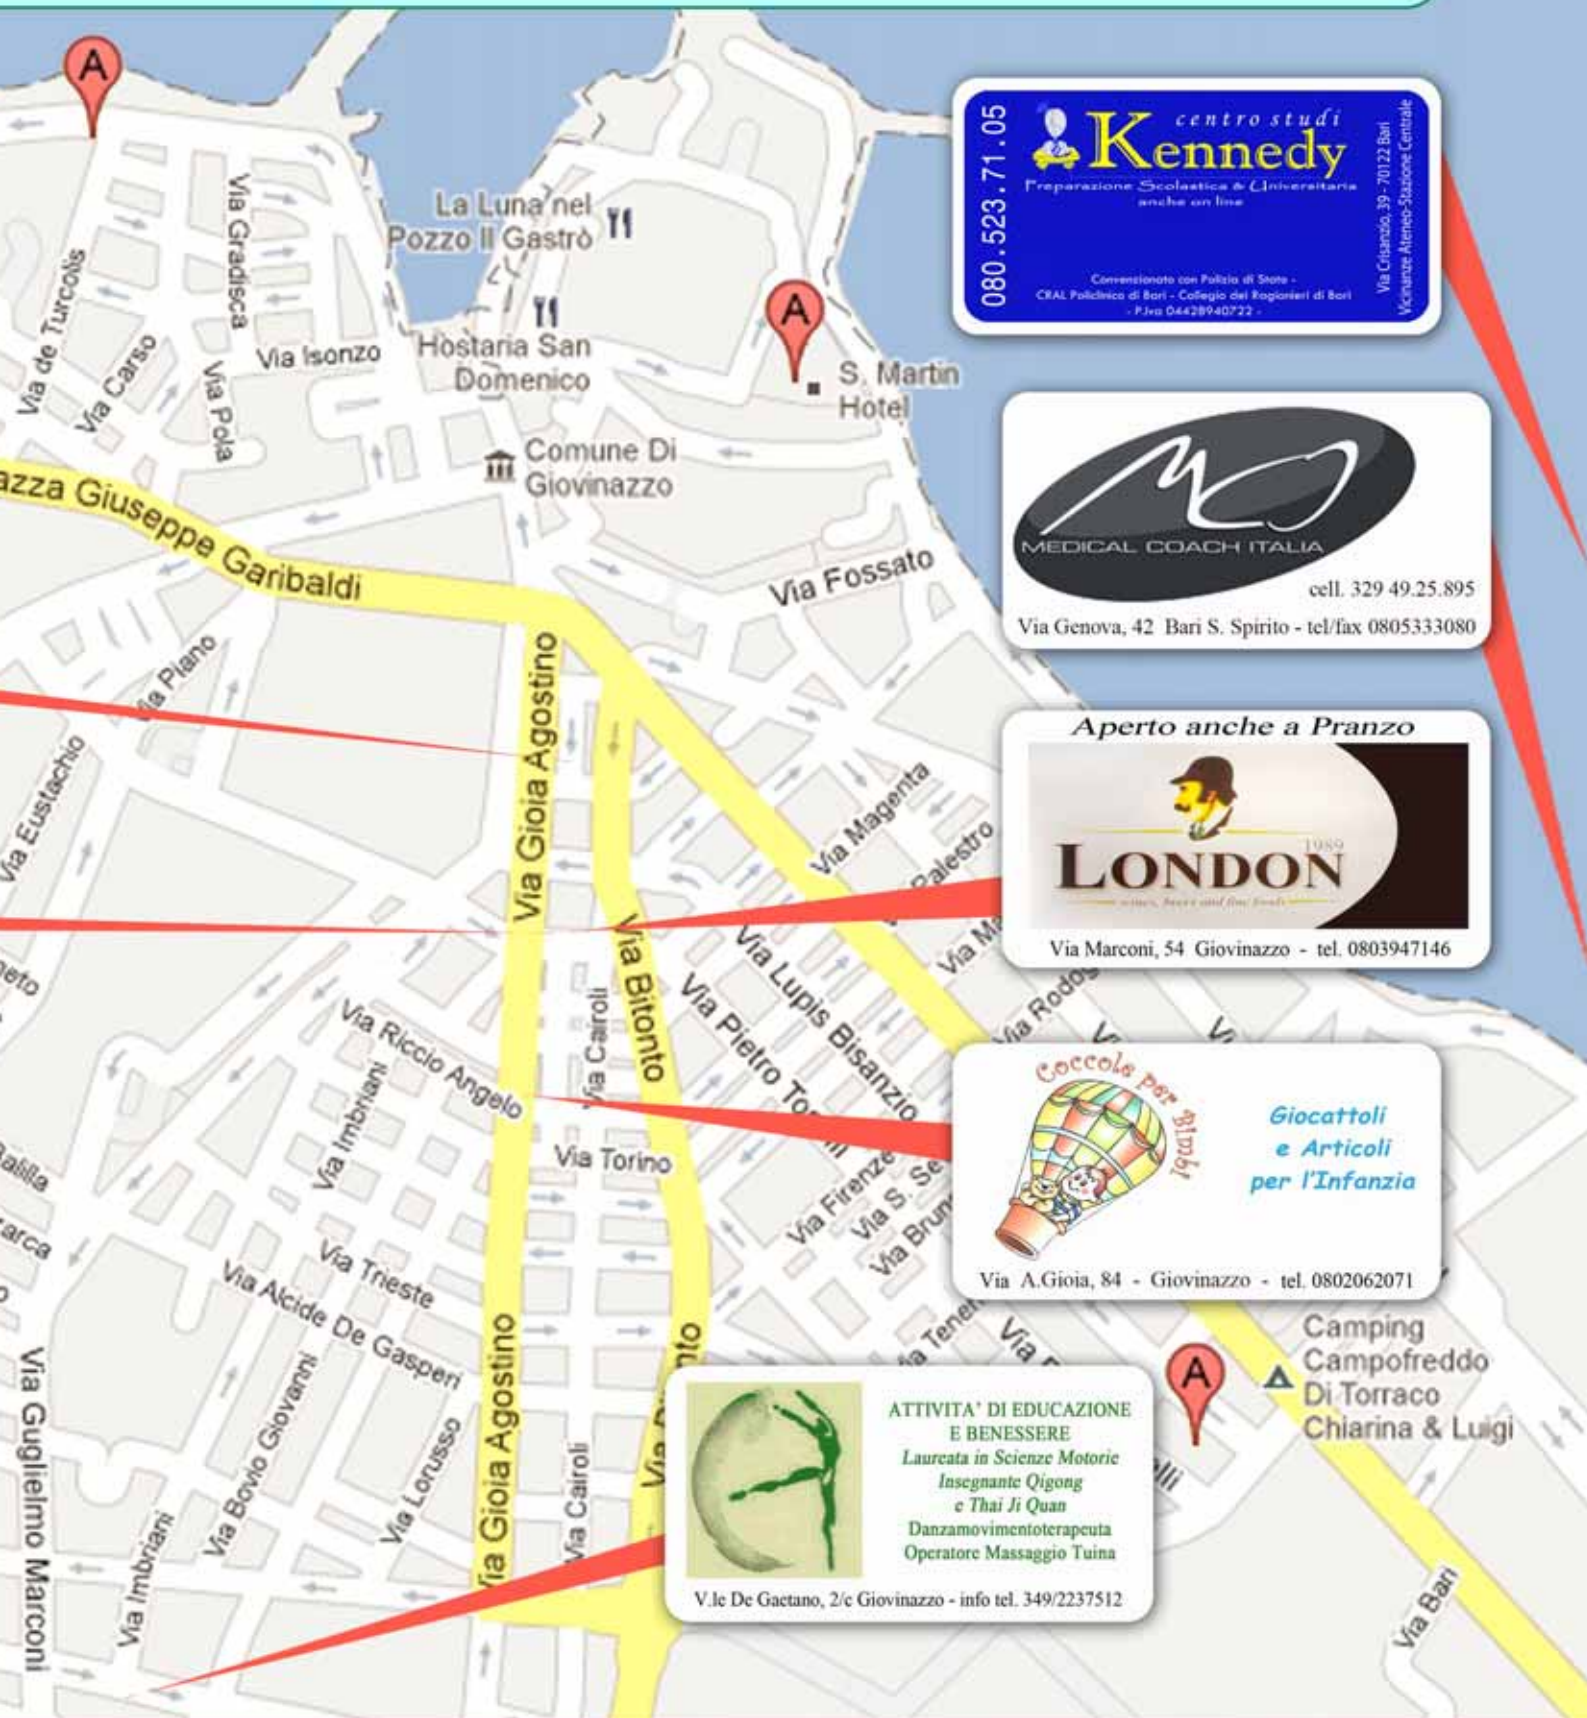 A
La Luna nel
Pozzo Il Gastrò
Via Gradisca
Via de Turcolis
Via Carso
Via Pola
Via Isonzo
Hostaria San
Domenico
A
S. Martin
Hotel
Comune Di
Giovinazzo
azza Giuseppe Garibaldi
Via Fossato
Via Piano
Via Eustachio
Via Gioia Agostino
Via Magenta
Palestro
Via Ma
Via Rodog
Via Bitonto
Via Lupis Bisanzio
Via Pietro To
Via Cairoli
Via Riccio Angelo
Via Imbriani
Via Torino
Via Firenze
Via S. Se
Via Brun
Via Trieste
Via Alcide De Gasperi
Via Gioia Agostino
Via Guglielmo Marconi
Via Bovio Giovanni
Via Lorusso
Via Cairoli
Via Imbriani
A
Camping
Campofreddo
Di Torraco
Chiarina & Luigi
Via Bari
080.523.71.05
centro studi
Kennedy
Preparazione Scolastica & Universitaria
anche on line
Convenzionato con Polizia di Stato -
CRAL Policlinico di Bari - Collegio dei Ragionieri di Bari
- P.Iva 04428940722 -
Via Crisanzio, 39 - 70122 Bari
Vicinanze Ateneo-Stazione Centrale
MCI
MEDICAL COACH ITALIA
cell. 329 49.25.895
Via Genova, 42 Bari S. Spirito - tel/fax 0805333080
Aperto anche a Pranzo
1989
LONDON
wines, beers and fine foods
Via Marconi, 54 Giovinazzo - tel. 0803947146
Coccole per Bimbi
Giocattoli
e Articoli
per l'Infanzia
Via A.Gioia, 84 - Giovinazzo - tel. 0802062071
ATTIVITA' DI EDUCAZIONE
E BENESSERE
Laureata in Scienze Motorie
Insegnante Qigong
e Thai Ji Quan
Danzamovimentoterapeuta
Operatore Massaggio Tuina
V.le De Gaetano, 2/c Giovinazzo - info tel. 349/2237512